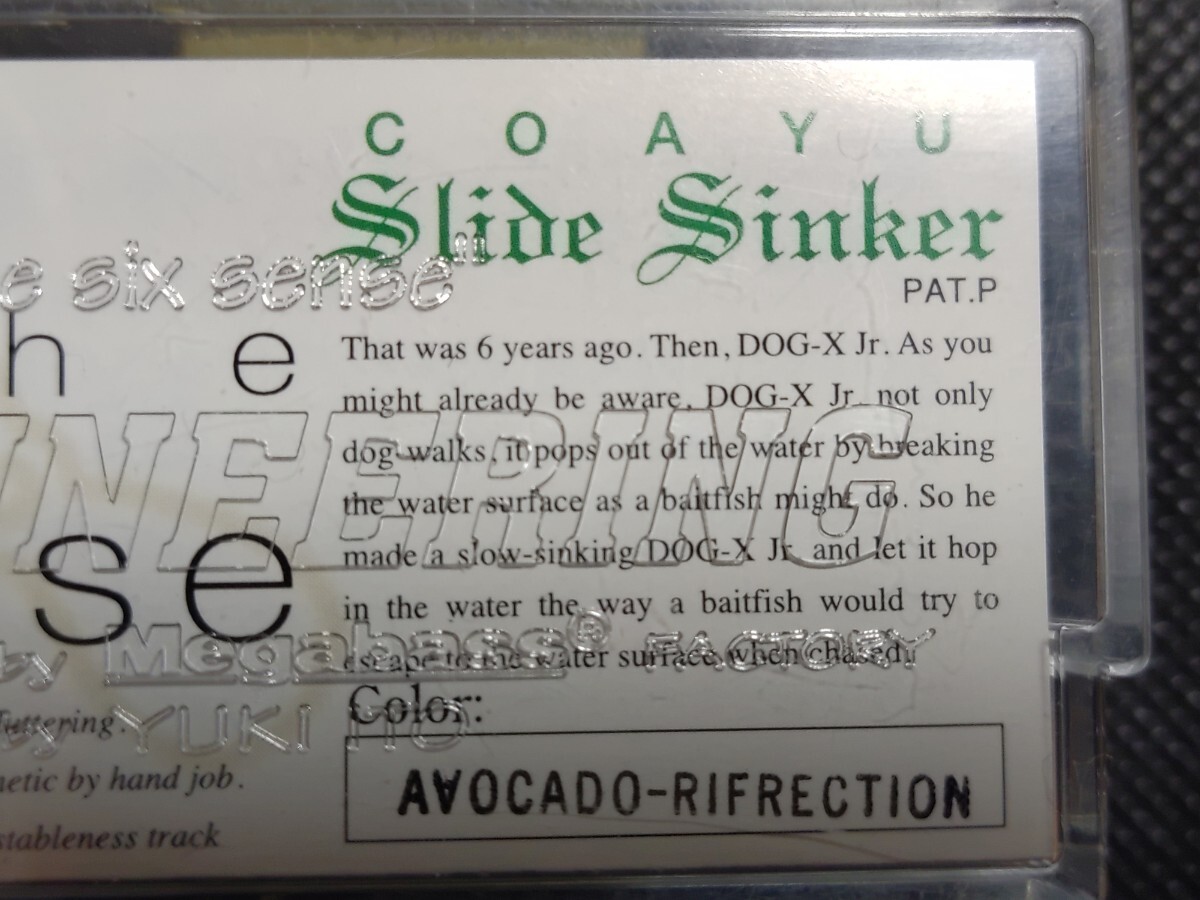 C O A Y U
Slide Sinker
PAT.P
e six sense"
h e
NEERING
se
by Megabass® FACTORY
by YUKI ITO
That was 6 years ago. Then, DOG-X Jr. As you
might already be aware, DOG-X Jr. not only
dog-walks, it pops out of the water by breaking
the water surface as a baitfish might do. So he
made a slow-sinking DOG-X Jr. and let it hop
in the water the way a baitfish would try to
escape to the water surface when chased.
Color:
A∀OCADO-RIFRECTION
netic by hand job.
stableness track